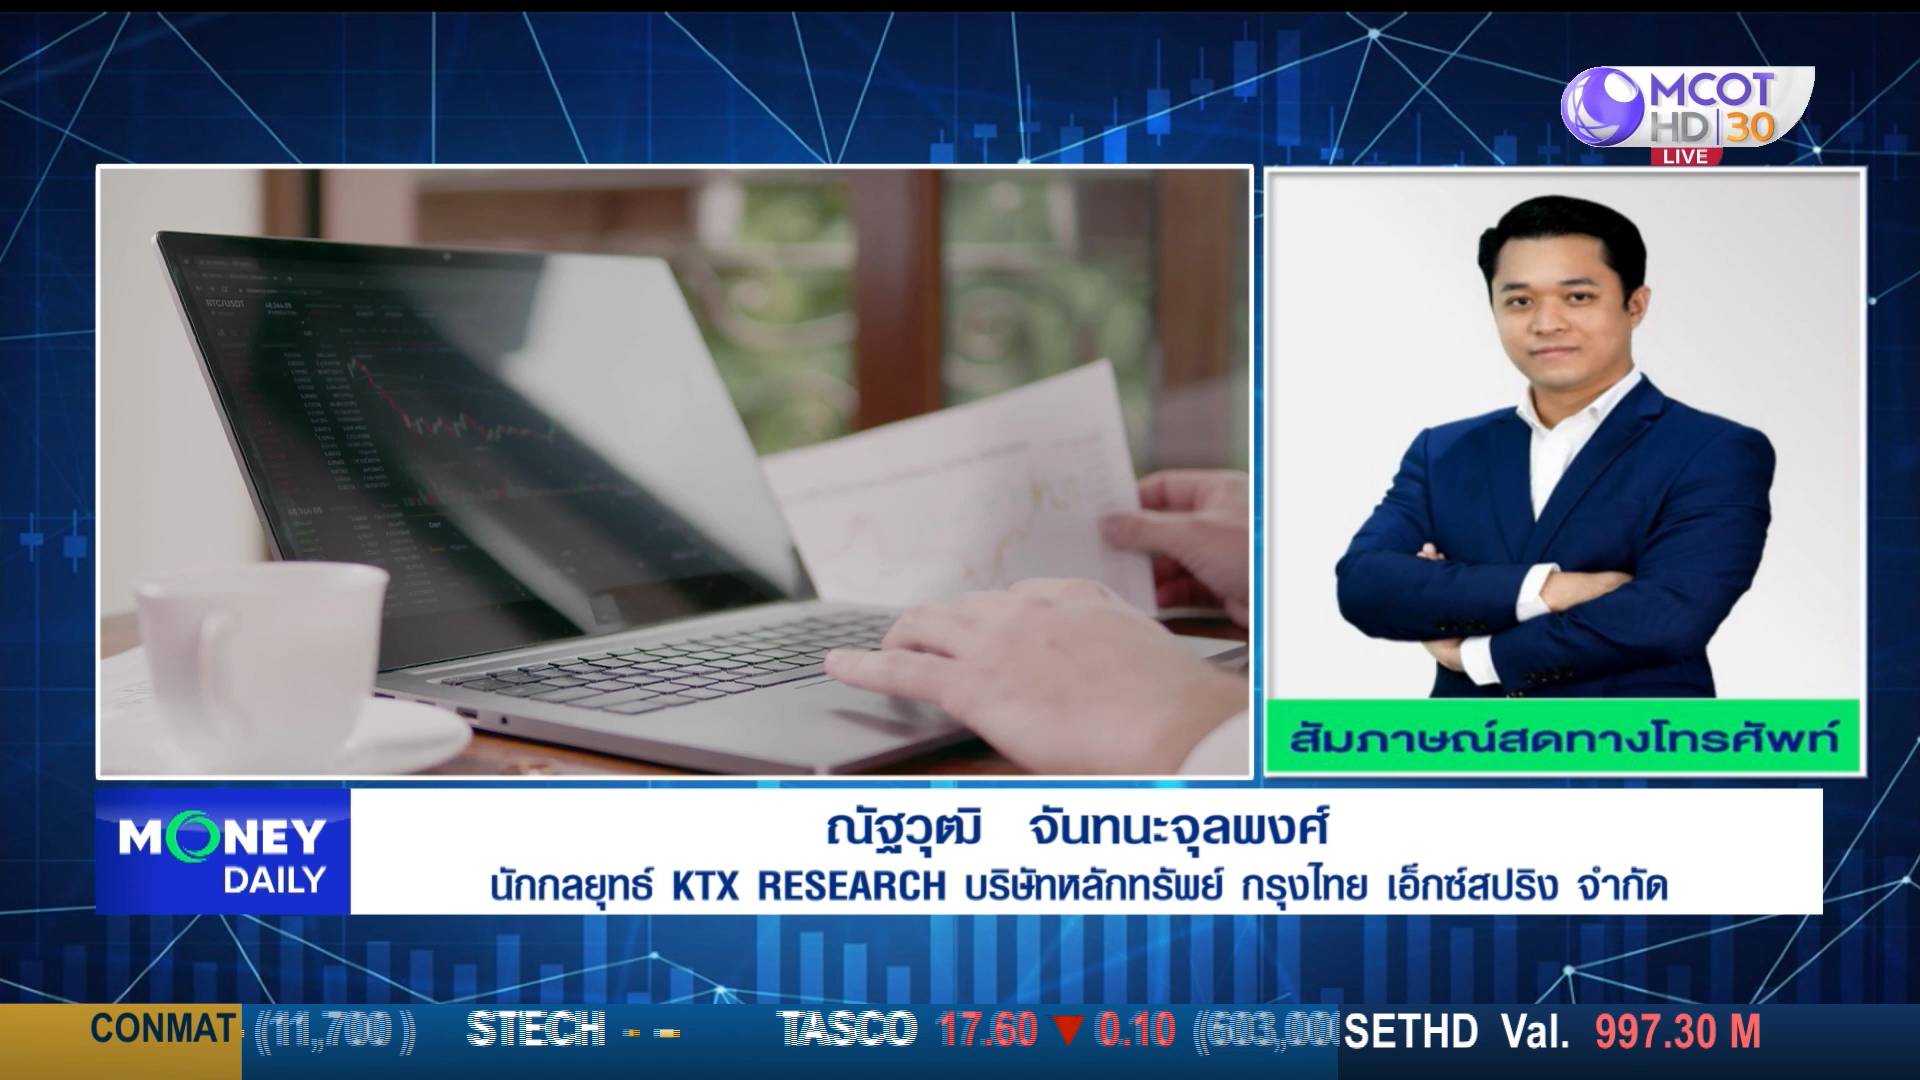 MCOT
HD 30
LIVE
BTC/USDT
สัมภาษณ์สดทางโทรศัพท์
MONEY
DAILY
ณัฐวุฒิ จันทนะจุลพงศ์
นักกลยุทธ์ KTX RESEARCH บริษัทหลักทรัพย์ กรุงไทย เอ็กซ์สปริง จำกัด
CONMAT (11,700) STECH - - TASCO 17.60 ▼ 0.10 SETHD Val. 997.30 M